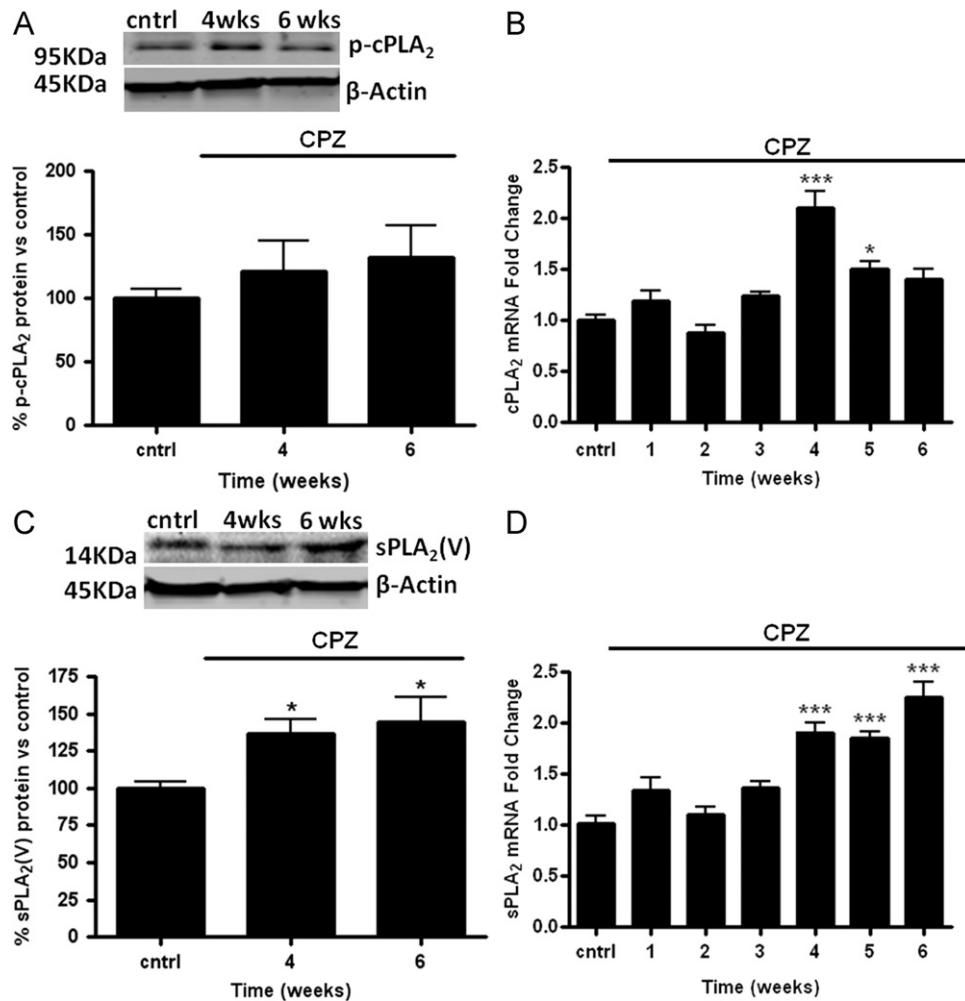 A
cntrl 4wks 6 wks
95KDa p-cPLA₂
45KDa β-Actin
CPZ
% p-cPLA₂ protein vs control
200
150
100
50
0
cntrl 4 6
Time (weeks)
B
CPZ
cPLA₂ mRNA Fold Change
2.5
2.0
1.5
1.0
0.5
0.0
***
*
cntrl 1 2 3 4 5 6
Time (weeks)
C
cntrl 4wks 6 wks
14KDa sPLA₂(V)
45KDa β-Actin
CPZ
% sPLA₂(V) protein vs control
175
150
125
100
75
50
25
0
* *
cntrl 4 6
Time (weeks)
D
CPZ
sPLA₂ mRNA Fold Change
2.5
2.0
1.5
1.0
0.5
0.0
*** *** ***
cntrl 1 2 3 4 5 6
Time (weeks)